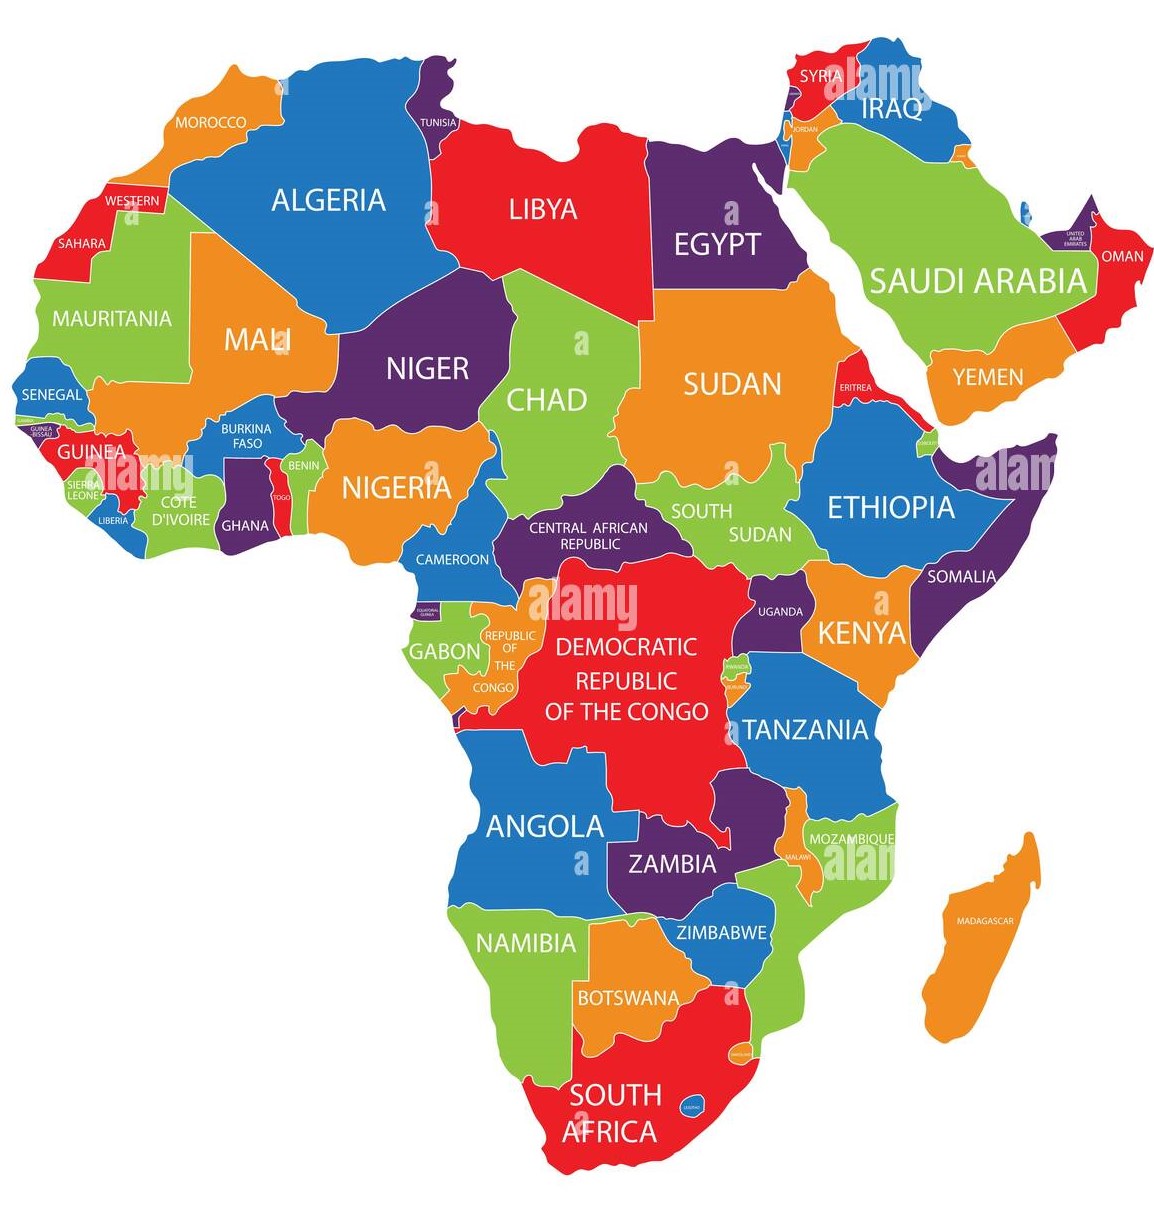 SYRIA
IRAQ
JORDAN
MOROCCO
TUNISIA
ALGERIA
LIBYA
EGYPT
WESTERN
SAHARA
SAUDI ARABIA
UNITED
ARAB
EMIRATES
OMAN
YEMEN
MAURITANIA
MALI
NIGER
CHAD
SUDAN
ERITREA
DJIBOUTI
SENEGAL
GUINEA
-BISSAU
GUINEA
SIERRA
LEONE
LIBERIA
COTE
D'IVOIRE
BURKINA
FASO
GHANA
TOGO
BENIN
NIGERIA
CAMEROON
CENTRAL AFRICAN
REPUBLIC
SOUTH
SUDAN
ETHIOPIA
SOMALIA
EQUATORIAL
GUINEA
GABON
REPUBLIC
OF
THE
CONGO
DEMOCRATIC
REPUBLIC
OF THE CONGO
UGANDA
KENYA
RWANDA
BURUNDI
TANZANIA
ANGOLA
ZAMBIA
MALAWI
MOZAMBIQUE
MADAGASCAR
NAMIBIA
ZIMBABWE
BOTSWANA
SOUTH
AFRICA
LESOTHO
alamy
alamy
alamy
alamy
alamy
a
a
a
a
a
a
a
a
a
a
a
a